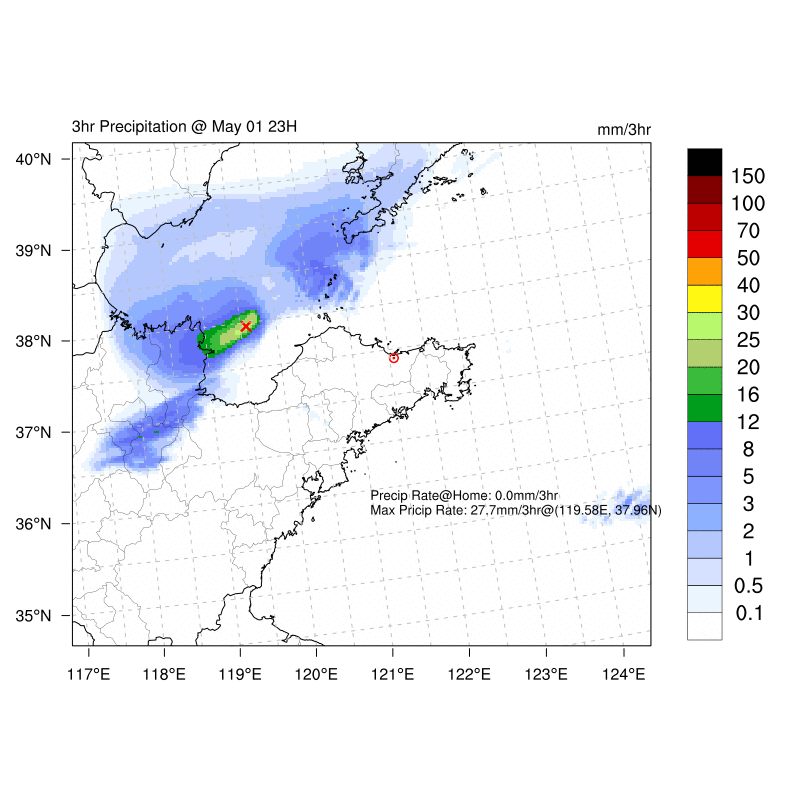 3hr Precipitation @ May 01 23H
mm/3hr
40°N
39°N
38°N
37°N
36°N
35°N
117°E
118°E
119°E
120°E
121°E
122°E
123°E
124°E
Precip Rate@Home: 0.0mm/3hr
Max Pricip Rate: 27.7mm/3hr@(119.58E, 37.96N)
150
100
70
50
40
30
25
20
16
12
8
5
3
2
1
0.5
0.1